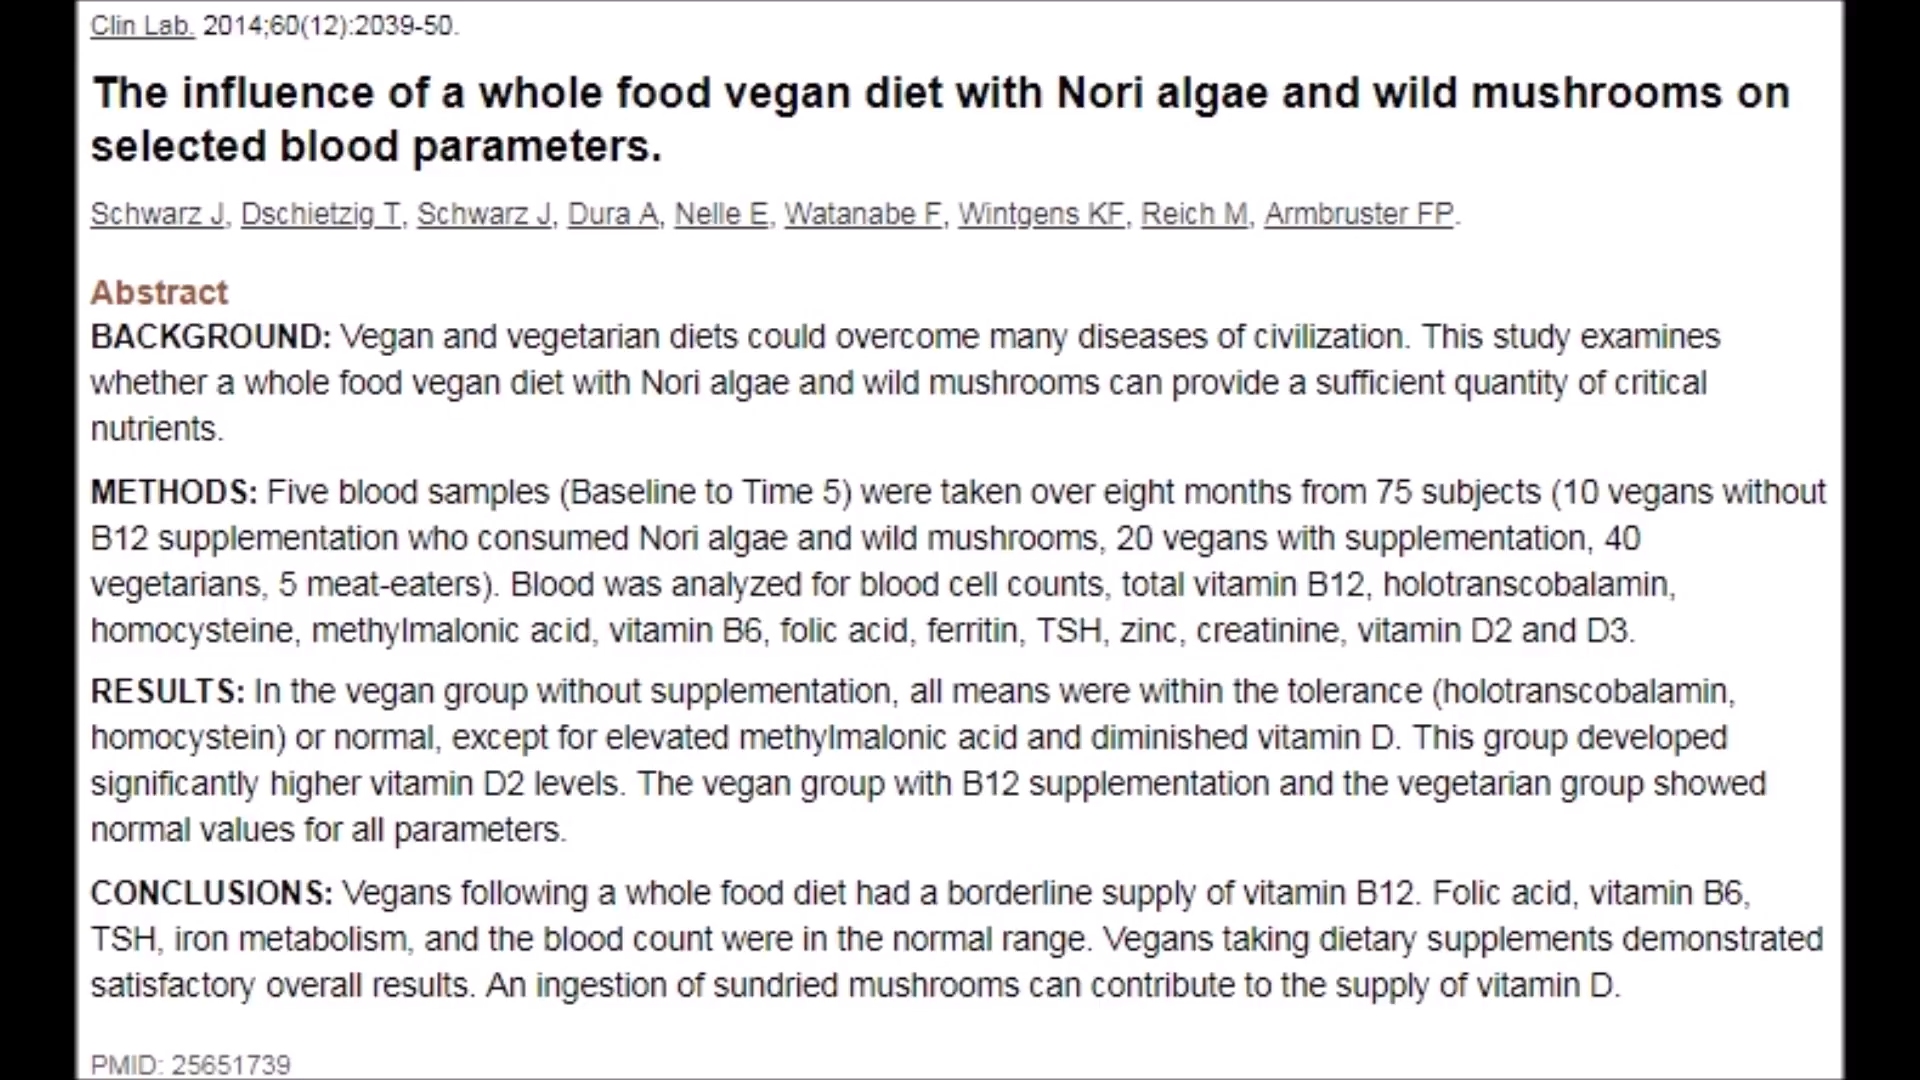 Clin Lab. 2014;60(12):2039-50.
The influence of a whole food vegan diet with Nori algae and wild mushrooms on
selected blood parameters.
Schwarz J, Dschietzig T, Schwarz J, Dura A, Nelle E, Watanabe F, Wintgens KF, Reich M, Armbruster FP.
Abstract
BACKGROUND: Vegan and vegetarian diets could overcome many diseases of civilization. This study examines
whether a whole food vegan diet with Nori algae and wild mushrooms can provide a sufficient quantity of critical
nutrients.
METHODS: Five blood samples (Baseline to Time 5) were taken over eight months from 75 subjects (10 vegans without
B12 supplementation who consumed Nori algae and wild mushrooms, 20 vegans with supplementation, 40
vegetarians, 5 meat-eaters). Blood was analyzed for blood cell counts, total vitamin B12, holotranscobalamin,
homocysteine, methylmalonic acid, vitamin B6, folic acid, ferritin, TSH, zinc, creatinine, vitamin D2 and D3.
RESULTS: In the vegan group without supplementation, all means were within the tolerance (holotranscobalamin,
homocystein) or normal, except for elevated methylmalonic acid and diminished vitamin D. This group developed
significantly higher vitamin D2 levels. The vegan group with B12 supplementation and the vegetarian group showed
normal values for all parameters.
CONCLUSIONS: Vegans following a whole food diet had a borderline supply of vitamin B12. Folic acid, vitamin B6,
TSH, iron metabolism, and the blood count were in the normal range. Vegans taking dietary supplements demonstrated
satisfactory overall results. An ingestion of sundried mushrooms can contribute to the supply of vitamin D.
PMID: 25651739